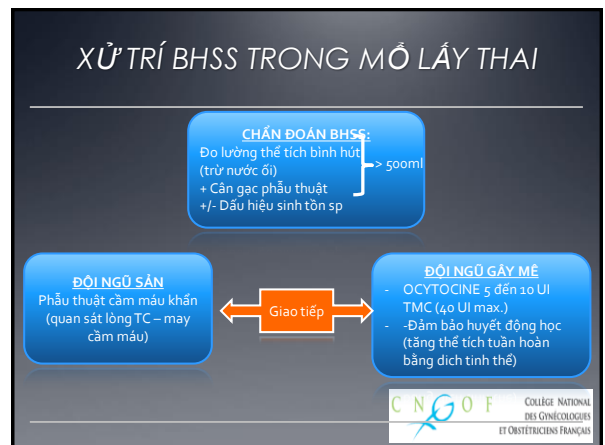 XỬ TRÍ BHSS TRONG MỔ LẤY THAI
CHẨN ĐOÁN BHSS:
Đo lường thể tích bình hút
(trừ nước ối)
+ Cân gạc phẫu thuật
+/- Dấu hiệu sinh tồn sp
> 500ml
ĐỘI NGŨ SẢN
Phẫu thuật cầm máu khẩn
(quan sát lòng TC – may
cầm máu)
Giao tiếp
ĐỘI NGŨ GÂY MÊ
- OCYTOCINE 5 đến 10 UI
TMC (40 UI max.)
- -Đảm bảo huyết động học
(tăng thể tích tuần hoàn
bằng dich tinh thể)
CNGOF
COLLÈGE NATIONAL
DES GYNÉCOLOGUES
ET OBSTÉTRICIENS FRANÇAIS